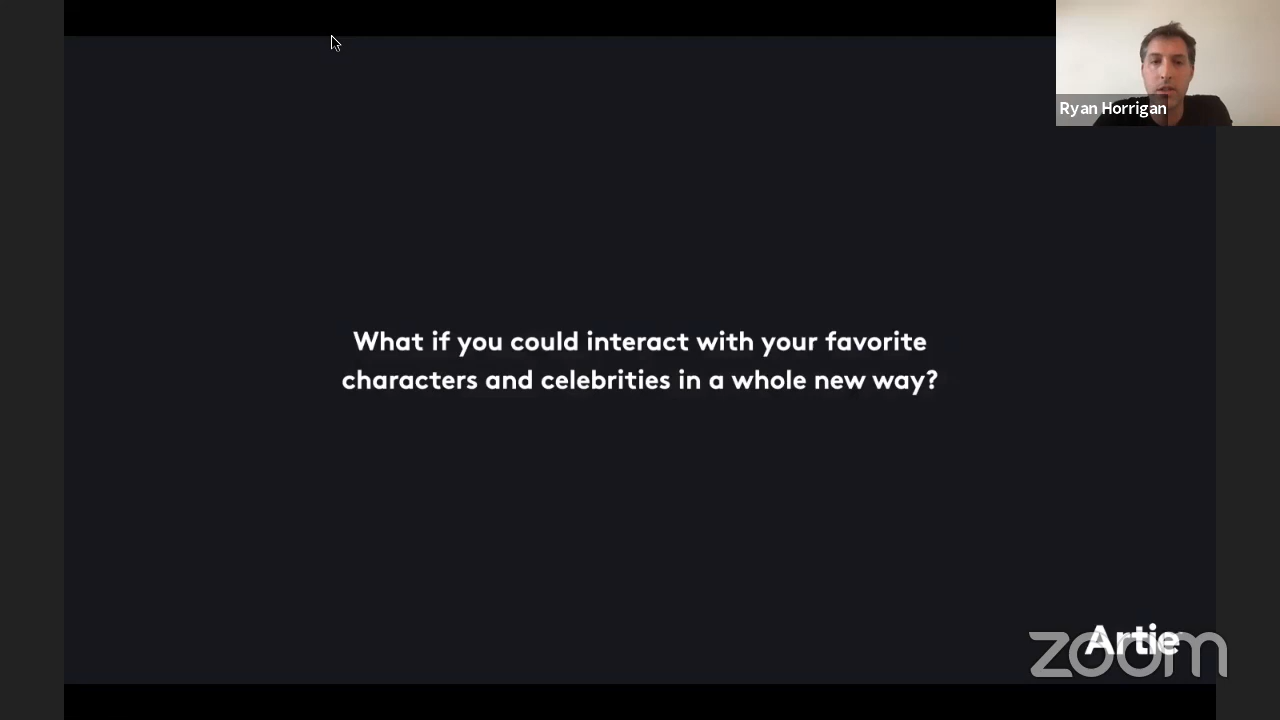 Ryan Horrigan
What if you could interact with your favorite
characters and celebrities in a whole new way?
Artie
zoom